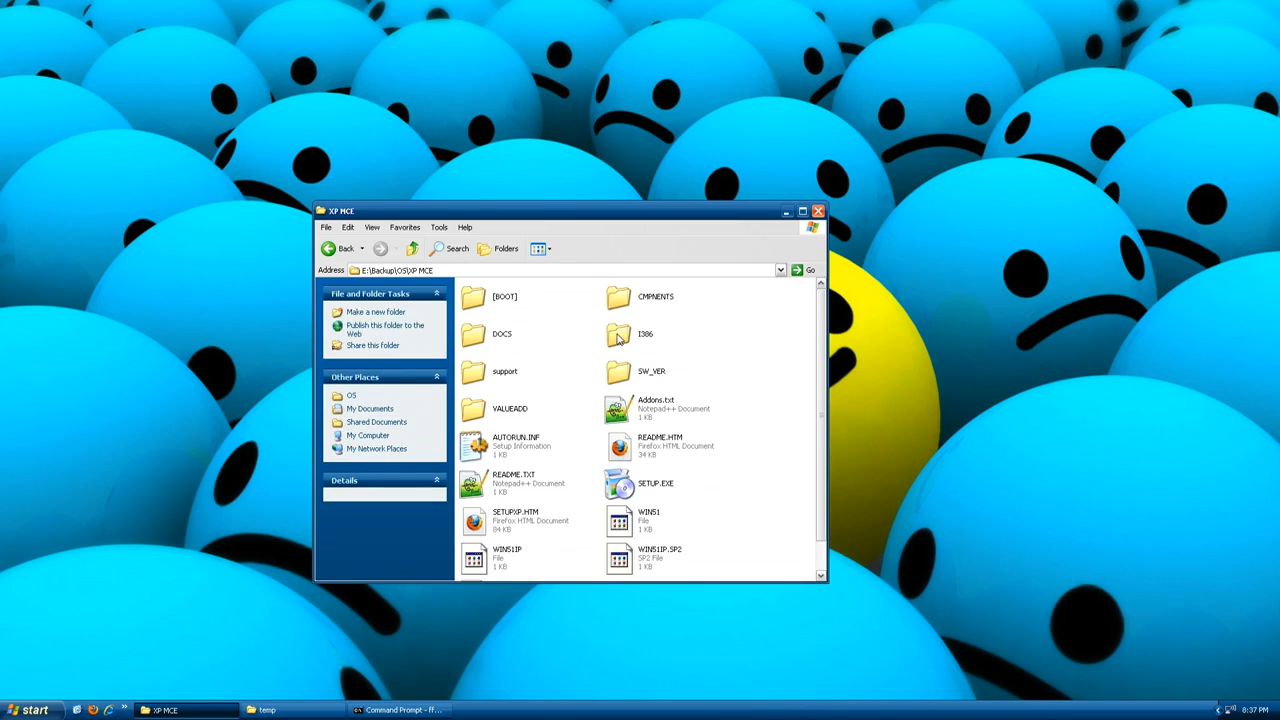 XP MCE
File Edit View Favorites Tools Help
Back Search Folders
Address E:\Backup\OS\XP MCE Go
File and Folder Tasks
Make a new folder
Publish this folder to the
Web
Share this folder
Other Places
OS
My Documents
Shared Documents
My Computer
My Network Places
Details
[BOOT] CMPNENTS
DOCS I386
support SW_VER
VALUEADD
Addons.txt
Notepad++ Document
1 KB
AUTORUN.INF
Setup Information
1 KB
README.HTM
Firefox HTML Document
34 KB
README.TXT
Notepad++ Document
1 KB
SETUP.EXE
SETUPXP.HTM
Firefox HTML Document
84 KB
WIN51
File
1 KB
WIN51IP
File
1 KB
WIN51IP.SP2
SP2 File
1 KB
start XP MCE temp Command Prompt - ff... 8:37 PM